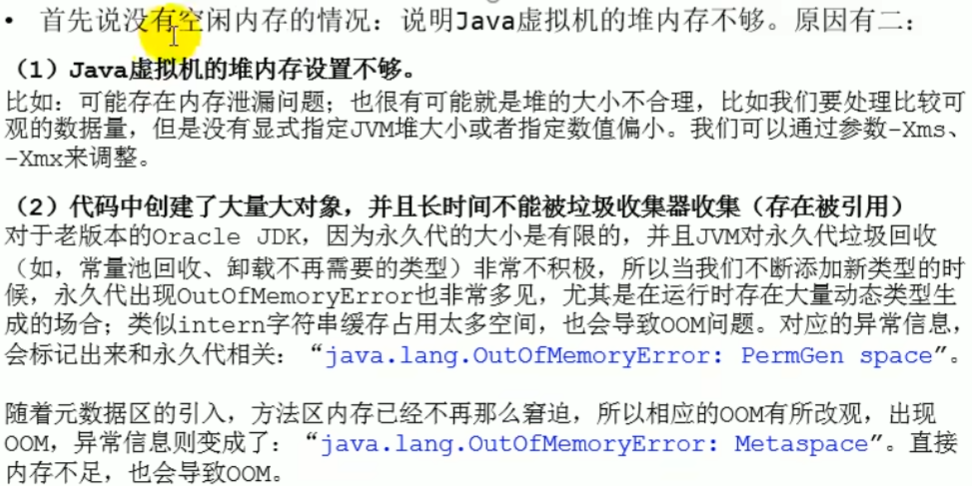 • 首先说没有空闲内存的情况：说明Java虚拟机的堆内存不够。原因有二：
（1）Java虚拟机的堆内存设置不够。
比如：可能存在内存泄漏问题；也很有可能就是堆的大小不合理，比如我们要处理比较可
观的数据量，但是没有显式指定JVM堆大小或者指定数值偏小。我们可以通过参数-Xms、
-Xmx来调整。
（2）代码中创建了大量大对象，并且长时间不能被垃圾收集器收集（存在被引用）
对于老版本的Oracle JDK，因为永久代的大小是有限的，并且JVM对永久代垃圾回收
（如，常量池回收、卸载不再需要的类型）非常不积极，所以当我们不断添加新类型的时
候，永久代出现OutOfMemoryError也非常多见，尤其是在运行时存在大量动态类型生
成的场合；类似intern字符串缓存占用太多空间，也会导致OOM问题。对应的异常信息，
会标记出来和永久代相关：“java.lang.OutOfMemoryError: PermGen space”。
随着元数据区的引入，方法区内存已经不再那么窘迫，所以相应的OOM有所改观，出现
OOM，异常信息则变成了：“java.lang.OutOfMemoryError: Metaspace”。直接
内存不足，也会导致OOM。